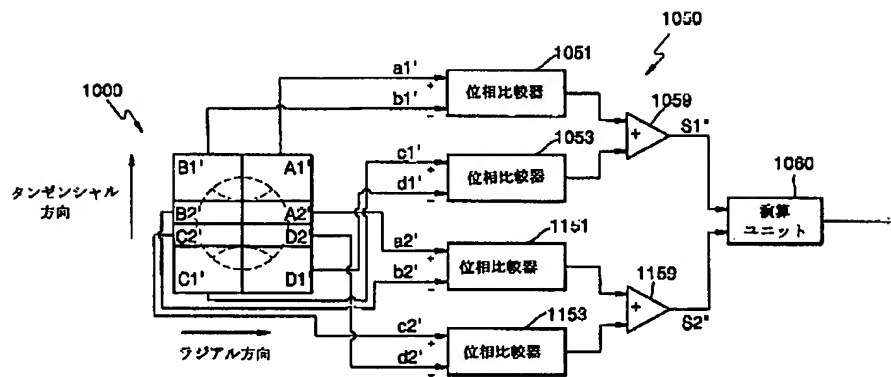 1050
1051
a1'
+
位相比較器
1059
1000
b1'
-
+
S1"
B1'
A1'
1053
c1'
+
位相比較器
1060
タンゼンシャル
方向
d1'
-
演算
ユニット
B2'
A2'
C2'
D2'
1151
a2'
+
位相比較器
1159
C1'
D1'
b2'
-
+
S2"
1153
ラジアル方向
c2'
+
位相比較器
d2'
-